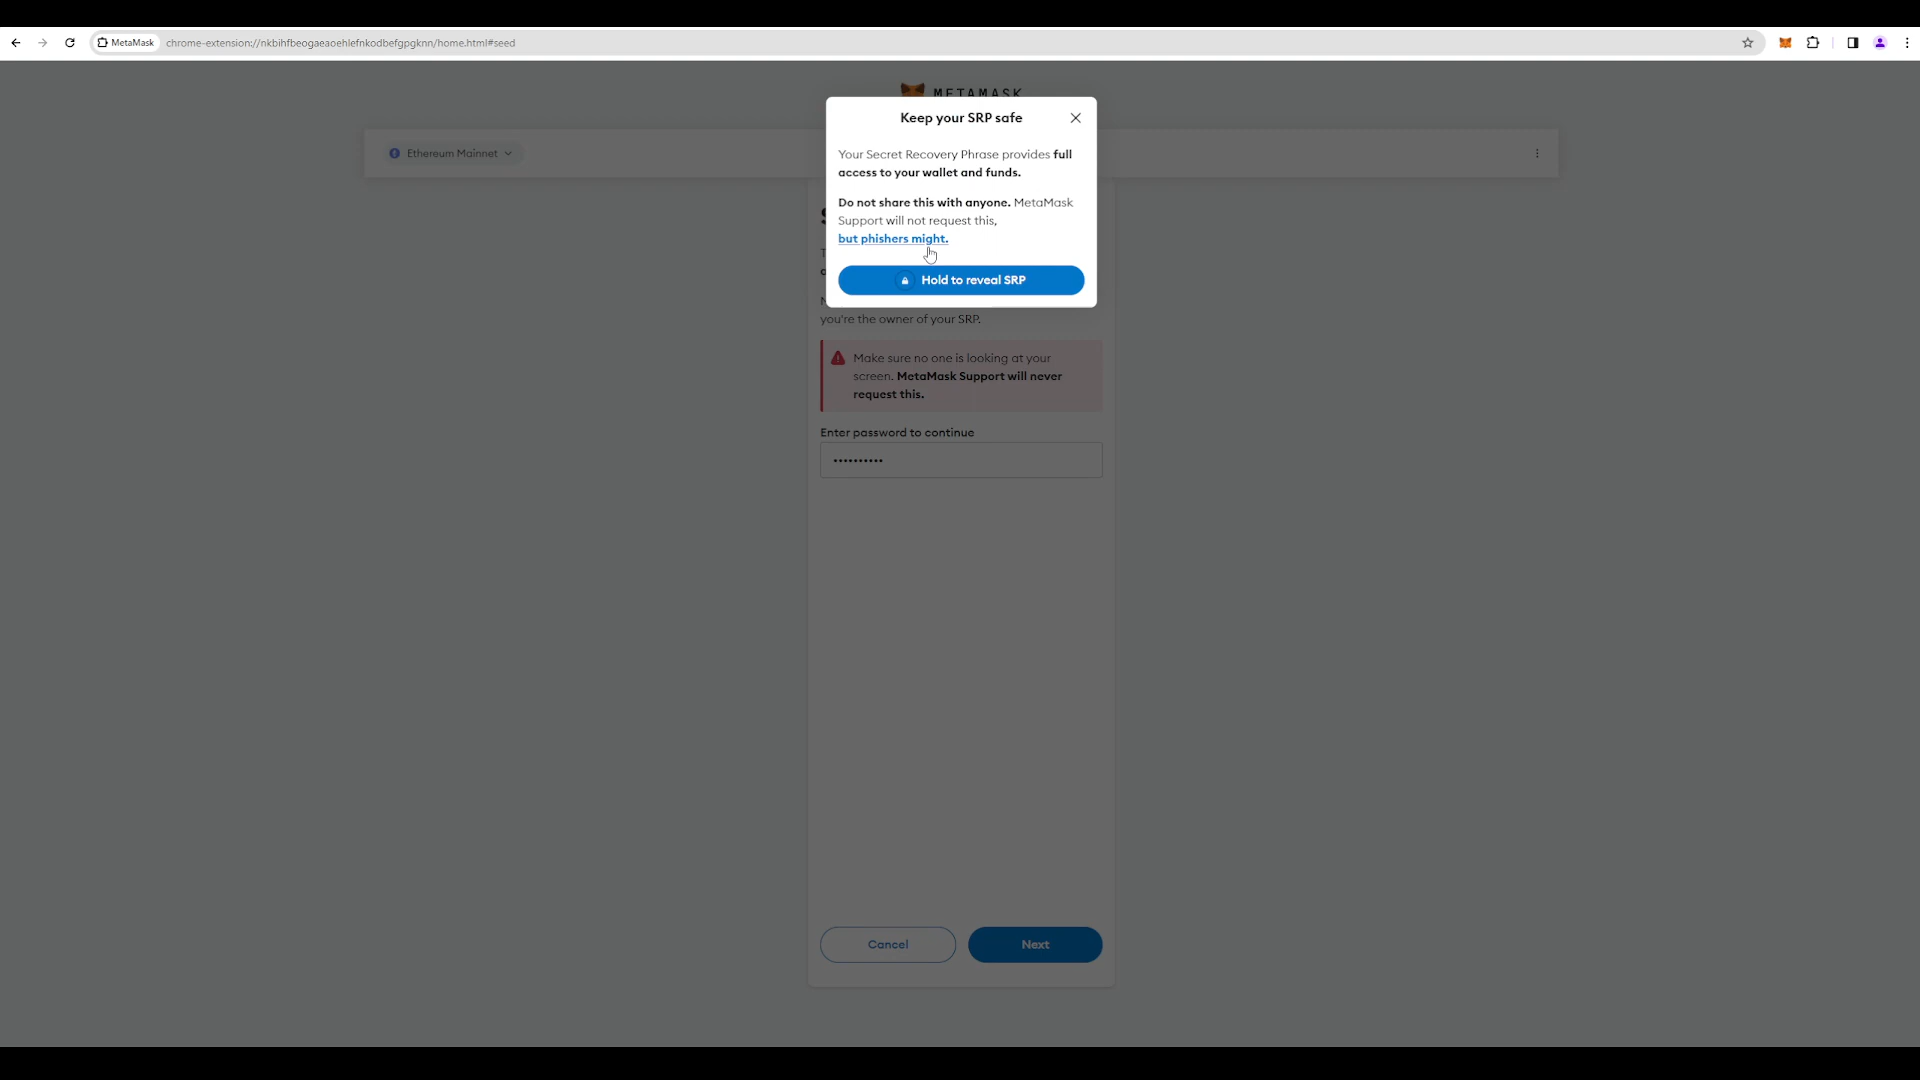 MetaMask
chrome-extension://nkbihfbeogaeaoehlefnkodbefgpgknn/home.html#seed
METAMASK
Ethereum Mainnet
Keep your SRP safe
Your Secret Recovery Phrase provides full
access to your wallet and funds.
Do not share this with anyone. MetaMask
Support will not request this,
but phishers might.
Hold to reveal SRP
you're the owner of your SRP.
Make sure no one is looking at your
screen. MetaMask Support will never
request this.
Enter password to continue
••••••••••
Cancel
Next